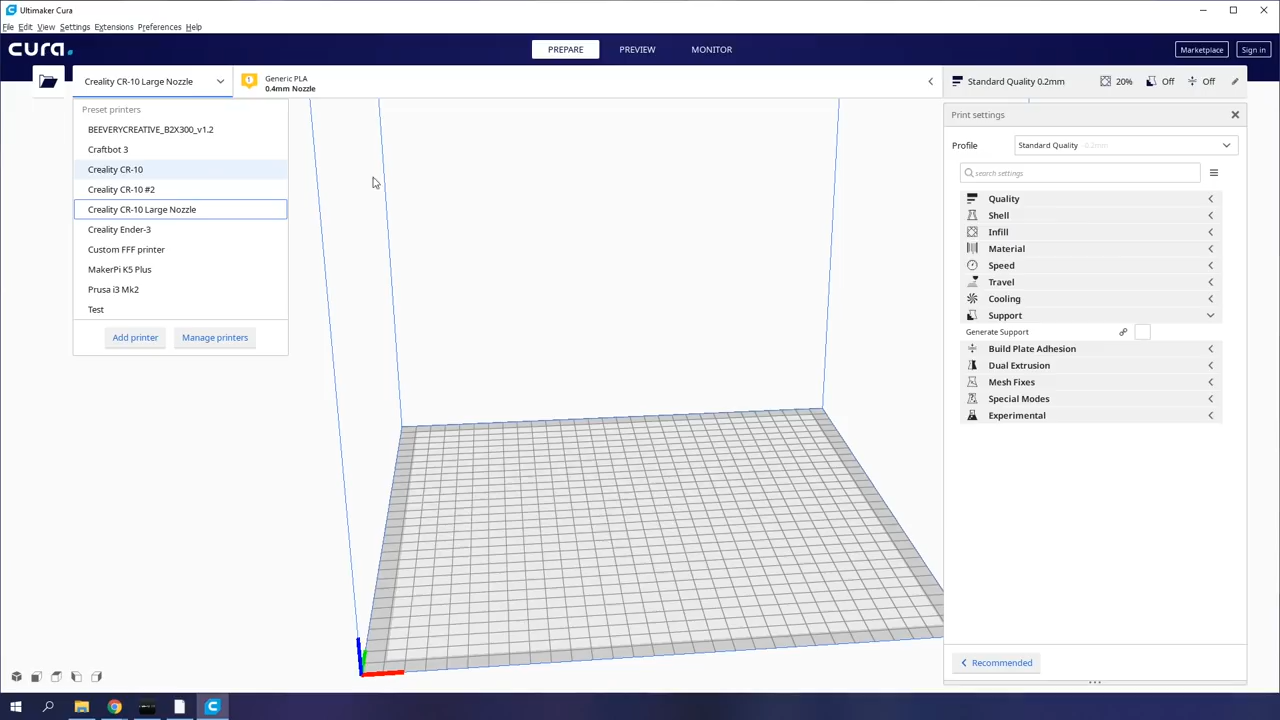 Ultimaker Cura
File Edit View Settings Extensions Preferences Help
cura.
PREPARE
PREVIEW
MONITOR
Marketplace
Sign in
Creality CR-10 Large Nozzle
Generic PLA
0.4mm Nozzle
Standard Quality 0.2mm
20%
Off
Off
Preset printers
BEEVERYCREATIVE_B2X300_v1.2
Craftbot 3
Creality CR-10
Creality CR-10 #2
Creality CR-10 Large Nozzle
Creality Ender-3
Custom FFF printer
MakerPi K5 Plus
Prusa i3 Mk2
Test
Add printer
Manage printers
Print settings
Profile
Standard Quality 0.2mm
search settings
Quality
Shell
Infill
Material
Speed
Travel
Cooling
Support
Generate Support
Build Plate Adhesion
Dual Extrusion
Mesh Fixes
Special Modes
Experimental
Recommended